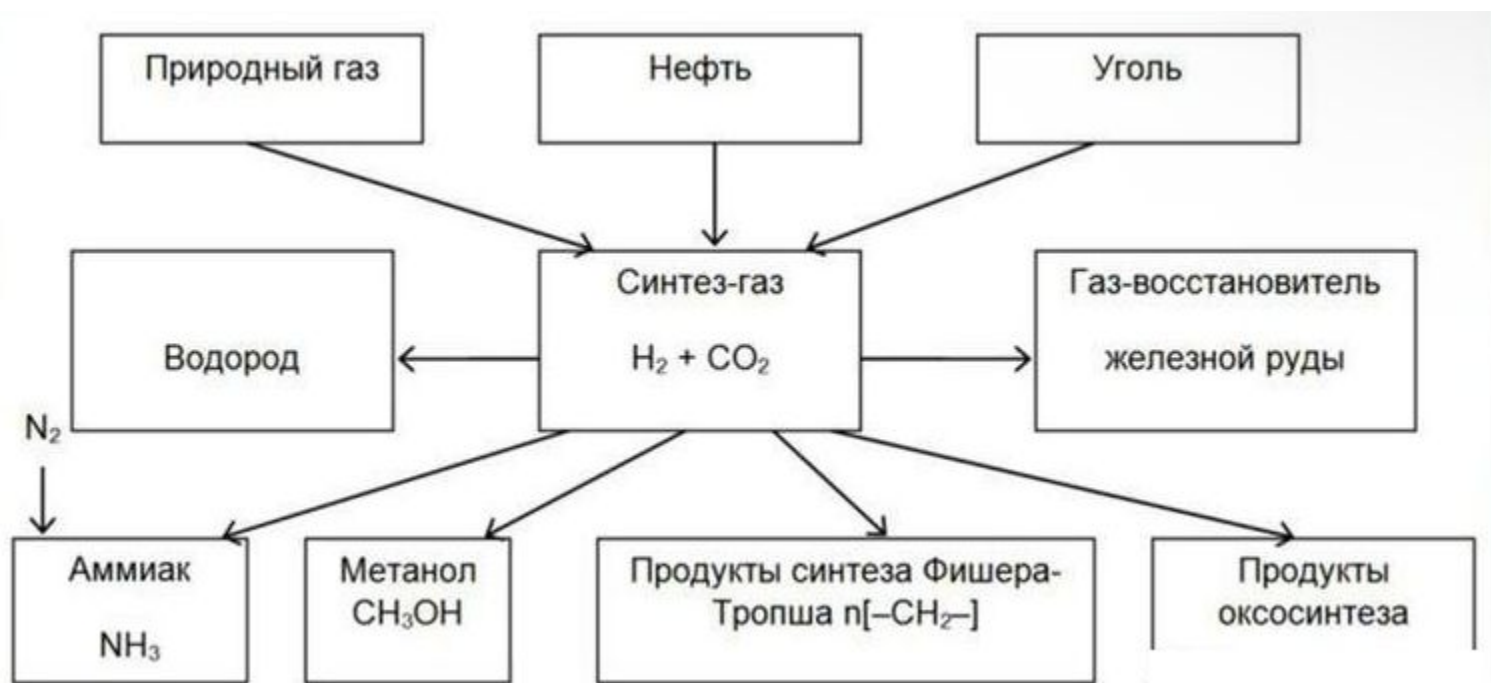 Природный газ
Нефть
Уголь
Синтез-газ
H₂ + CO₂
Водород
Газ-восстановитель
железной руды
N₂
Аммиак
NH₃
Метанол
CH₃OH
Продукты синтеза Фишера-
Тропша n[–CH₂–]
Продукты
оксосинтеза